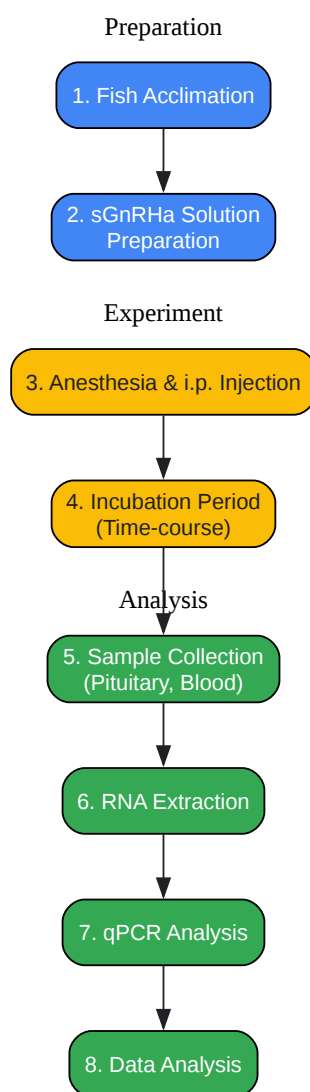 Preparation
1. Fish Acclimation
2. sGnRHa Solution
Preparation
Experiment
3. Anesthesia & i.p. Injection
4. Incubation Period
(Time-course)
Analysis
5. Sample Collection
(Pituitary, Blood)
6. RNA Extraction
7. qPCR Analysis
8. Data Analysis